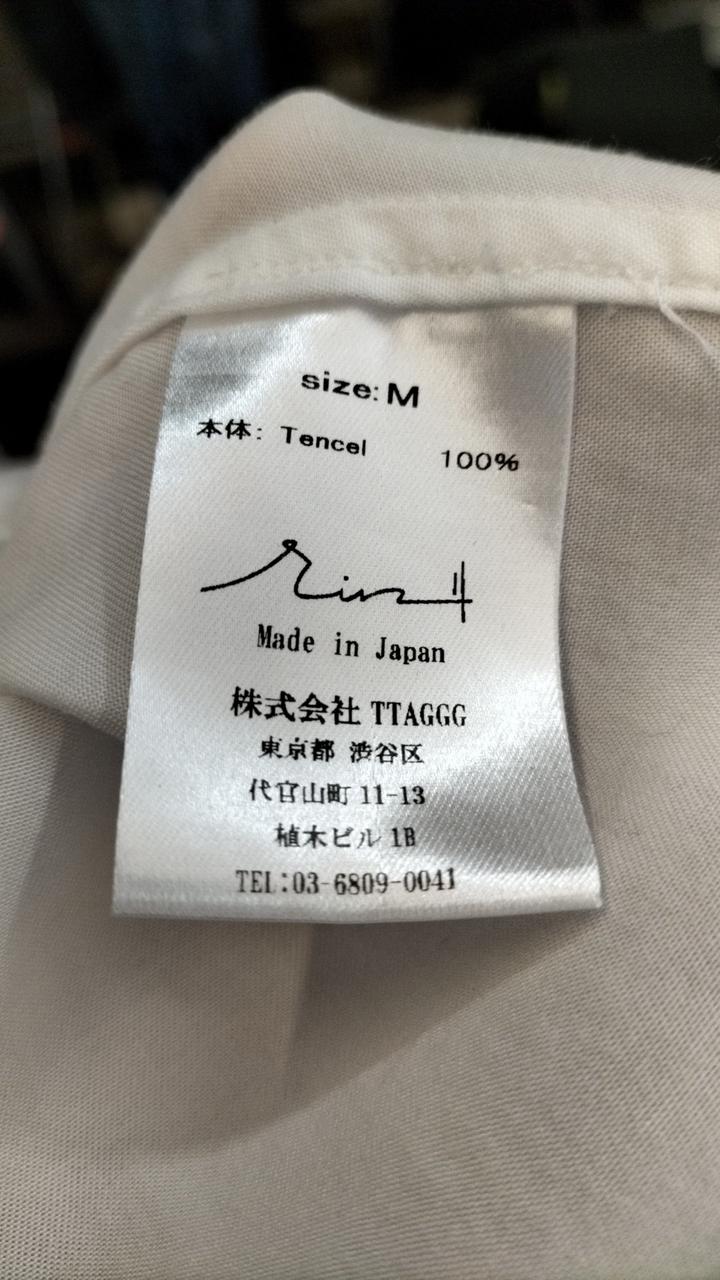 size: M
本体: Tencel 100%
Made in Japan
株式会社 TTAGGG
東京都 渋谷区
代官山町 11-13
植木ビル 1B
TEL:03-6809-0041